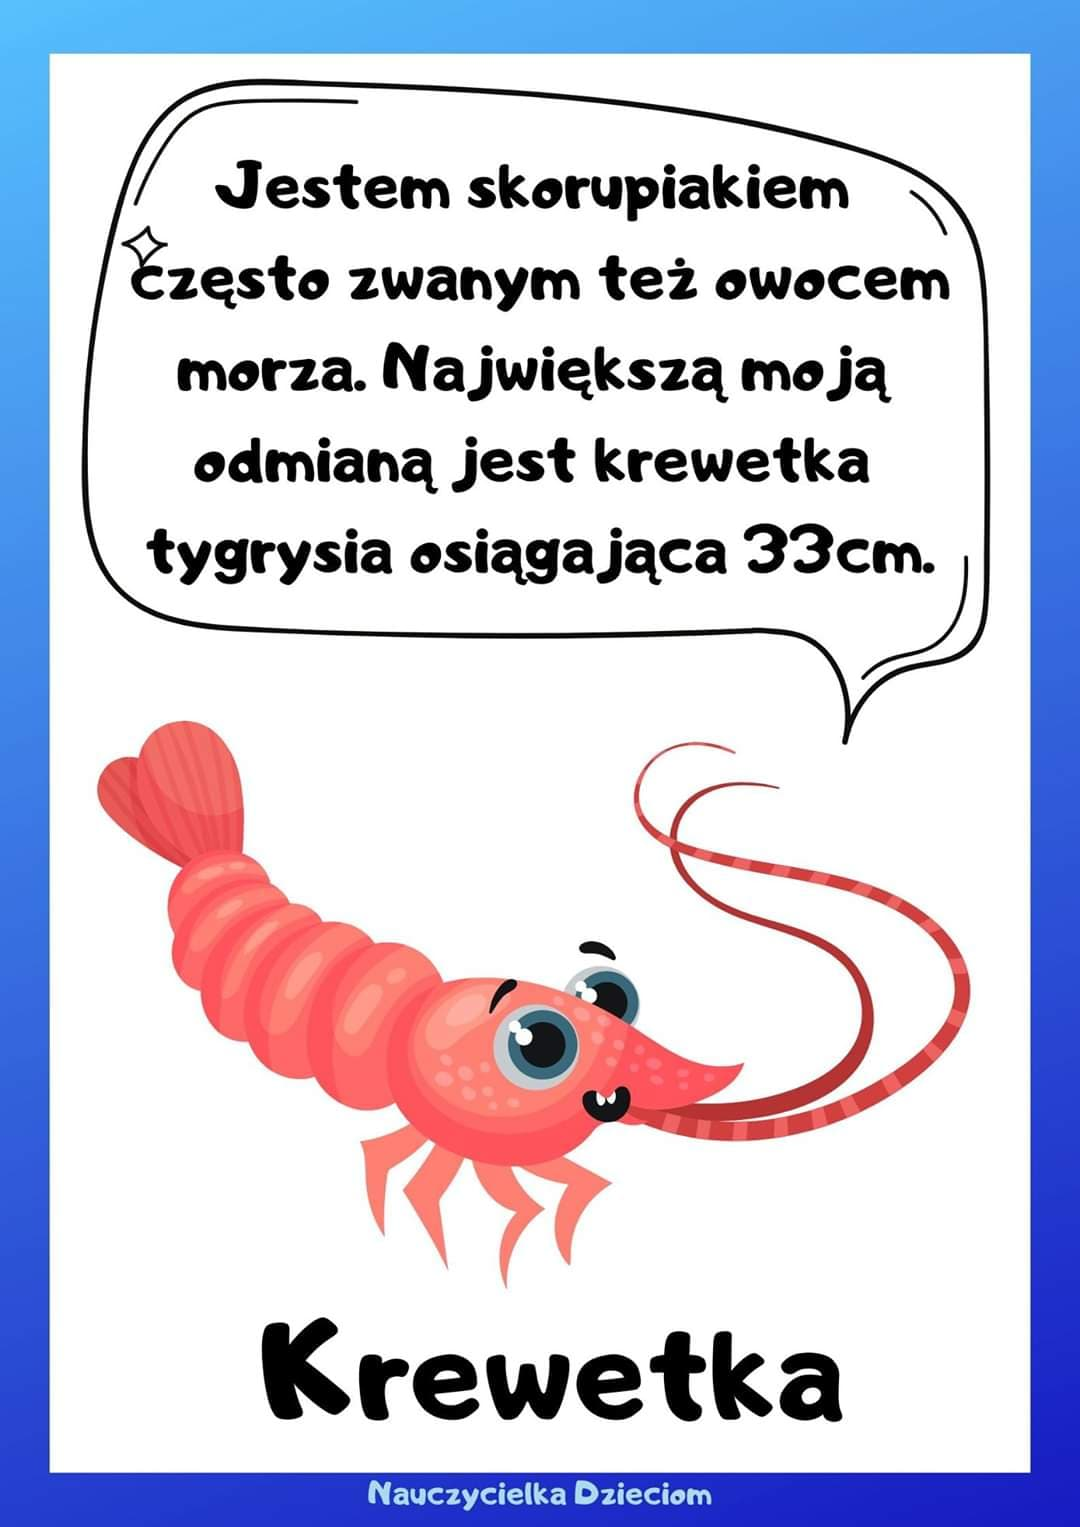 Jestem skorupiakiem
często zwanym też owocem
morza. Największą moją
odmianą jest krewetka
tygrysia osiągająca 33cm.
Krewetka
Nauczycielka Dzieciom